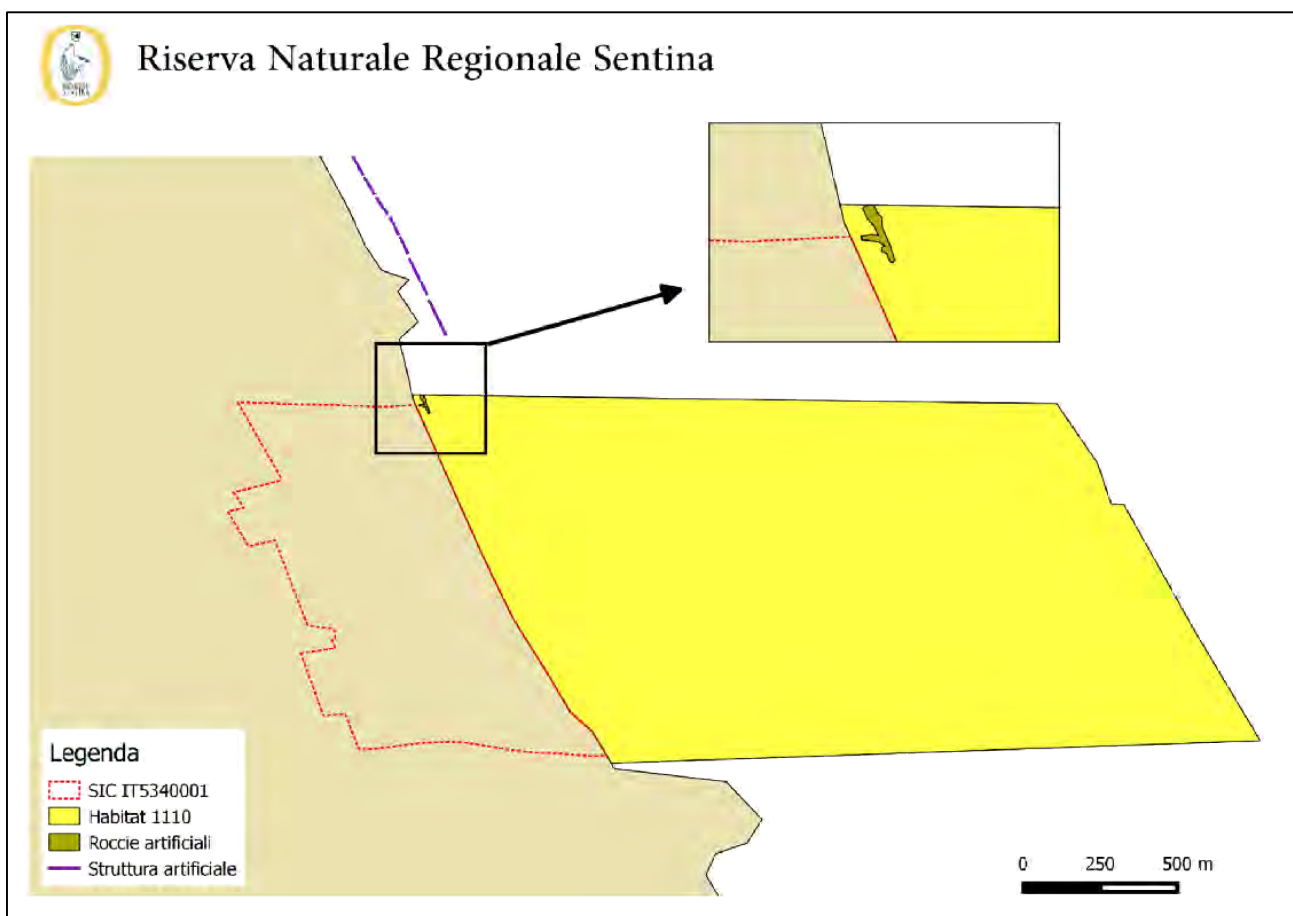 Riserva Naturale Regionale Sentina
Legenda
SIC IT5340001
Habitat 1110
Roccie artificiali
Struttura artificiale
0 250 500 m